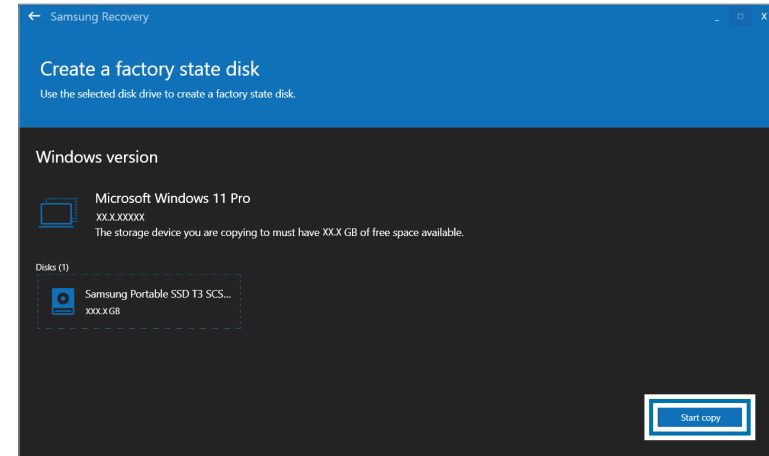 ← Samsung Recovery
_ □ X
Create a factory state disk
Use the selected disk drive to create a factory state disk.
Windows version
Microsoft Windows 11 Pro
XX.X.XXXXX
The storage device you are copying to must have XX.X GB of free space available.
Disks (1)
Samsung Portable SSD T3 SCS...
XXX.X GB
Start copy